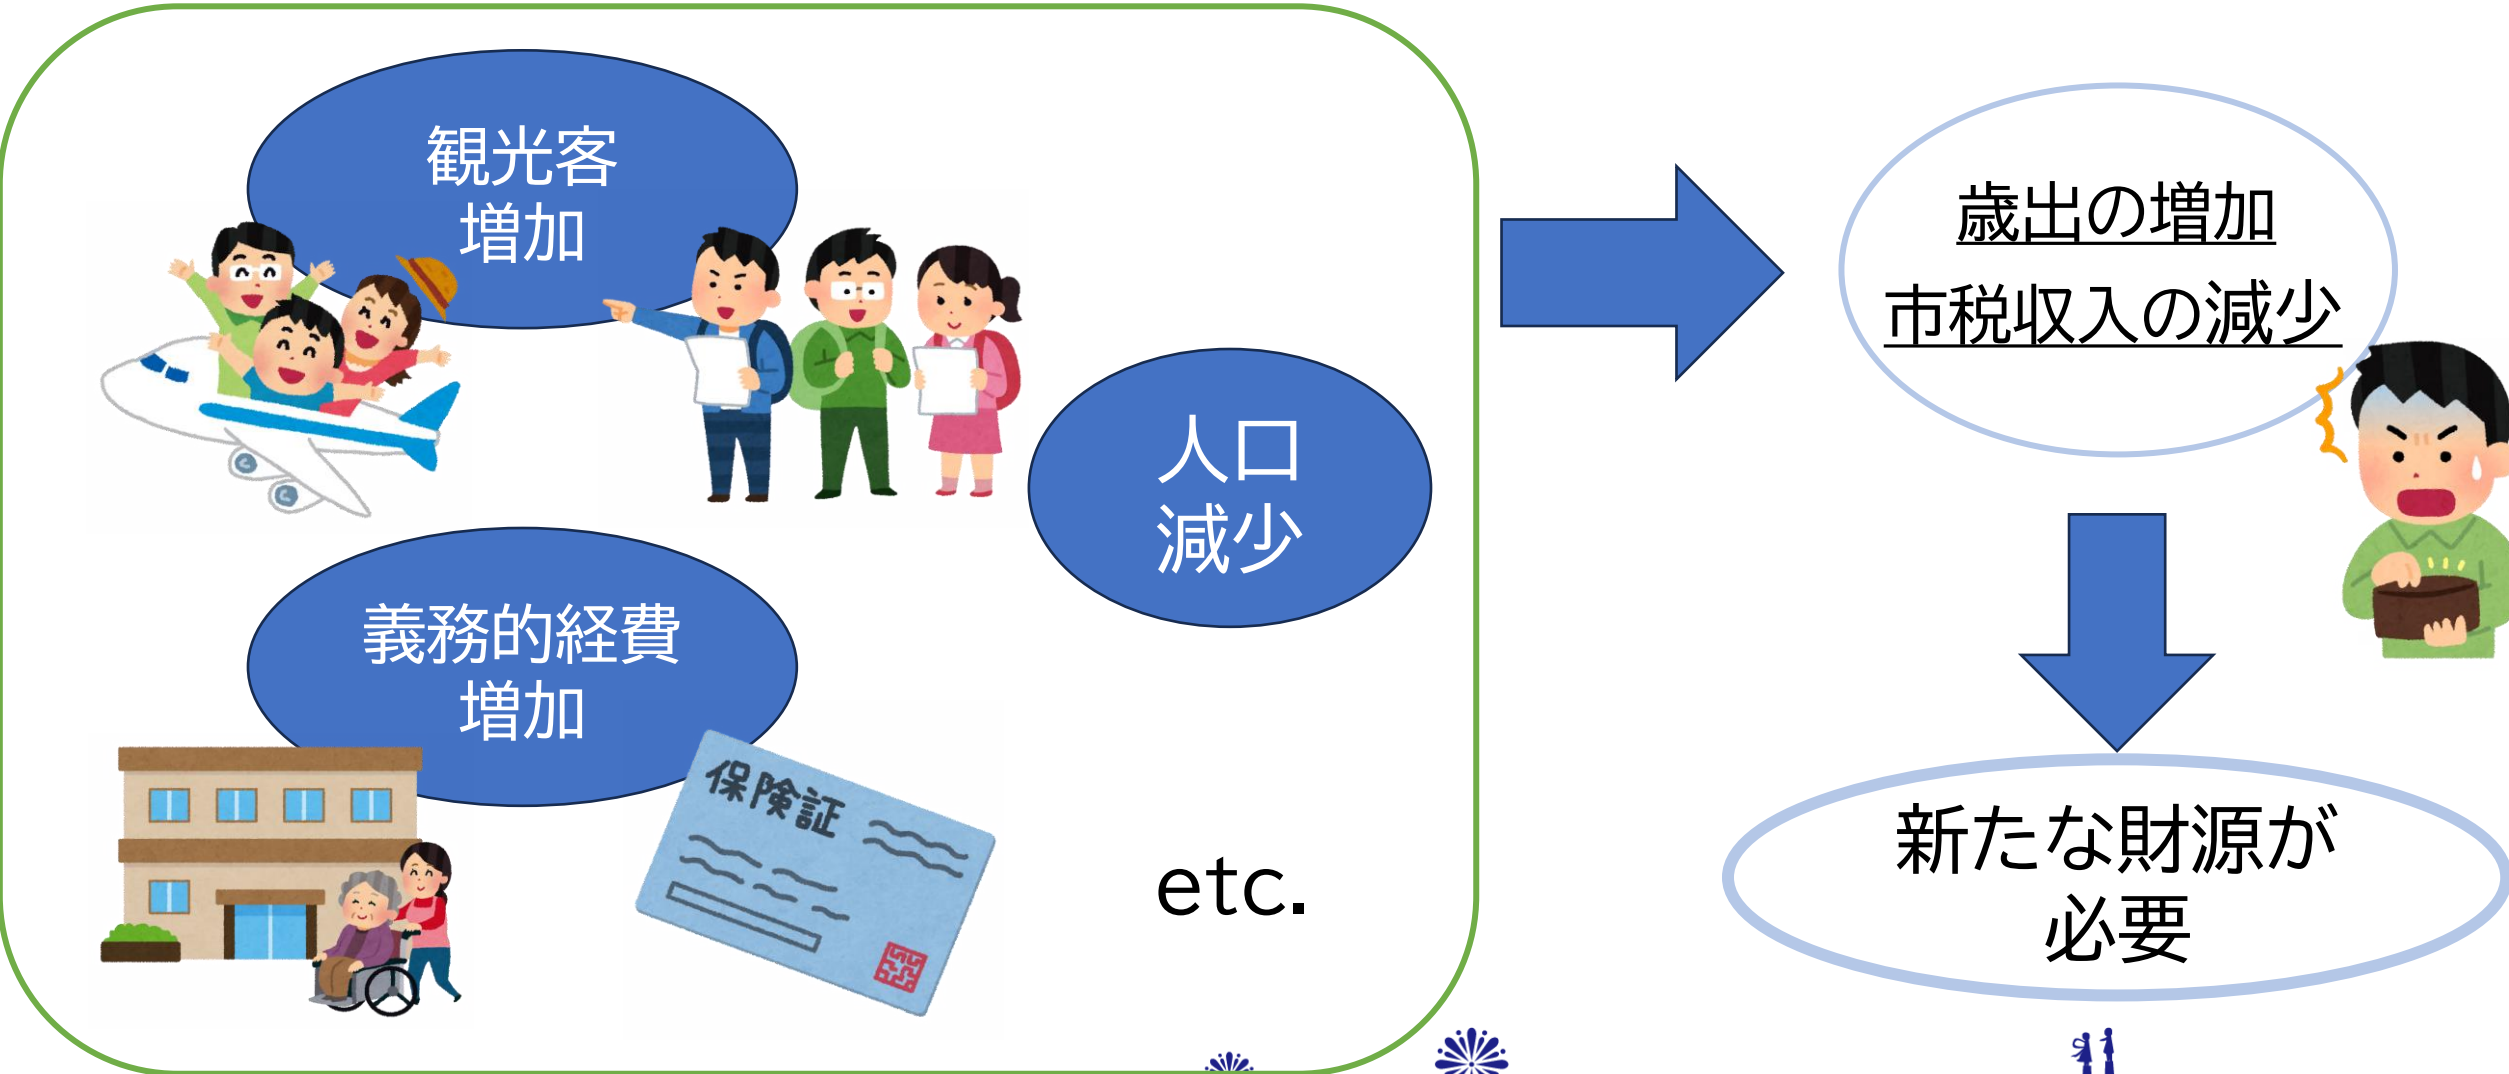 観光客
増加
人口
減少
義務的経費
増加
保険証
etc.
歳出の増加
市税収入の減少
新たな財源が
必要